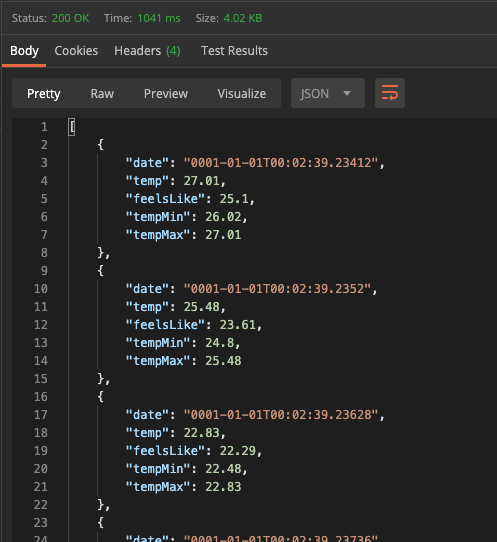 Status: 200 OK Time: 1041 ms Size: 4.02 KB
Body Cookies Headers (4) Test Results
Pretty Raw Preview Visualize JSON
1 [
2 {
3 "date": "0001-01-01T00:02:39.23412",
4 "temp": 27.01,
5 "feelsLike": 25.1,
6 "tempMin": 26.02,
7 "tempMax": 27.01
8 },
9 {
10 "date": "0001-01-01T00:02:39.2352",
11 "temp": 25.48,
12 "feelsLike": 23.61,
13 "tempMin": 24.8,
14 "tempMax": 25.48
15 },
16 {
17 "date": "0001-01-01T00:02:39.23628",
18 "temp": 22.83,
19 "feelsLike": 22.29,
20 "tempMin": 22.48,
21 "tempMax": 22.83
22 },
23 {
24 "date": "0001-01-01T00:02:39.23736"